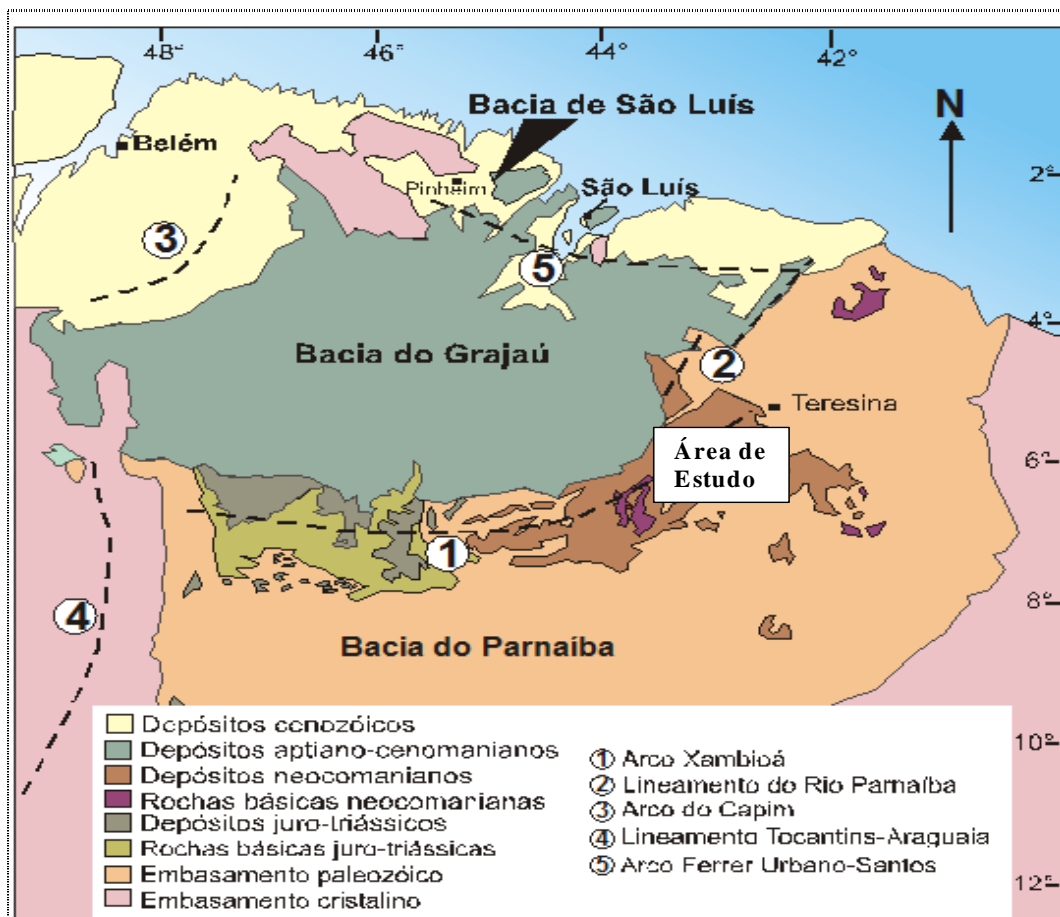 48°
46°
44°
42°
Bacia de São Luís
N
Belém
2°
Pinheim
São Luís
3
5
4°
Bacia do Grajaú
2
Teresina
Área de
Estudo
6°
1
8°
4
Bacia do Parnaíba
Depósitos cenozóicos
Depósitos aptiano-cenomanianos
Depósitos neocomanianos
Rochas básicas neocomanianas
Depósitos juro-triássicos
Rochas básicas juro-triássicas
Embasamento paleozóico
Embasamento cristalino
1 Arco Xambioá
2 Lineamento do Rio Parnaíba
3 Arco do Capim
4 Lineamento Tocantins-Araguaia
5 Arco Ferrer Urbano-Santos
10°
12°